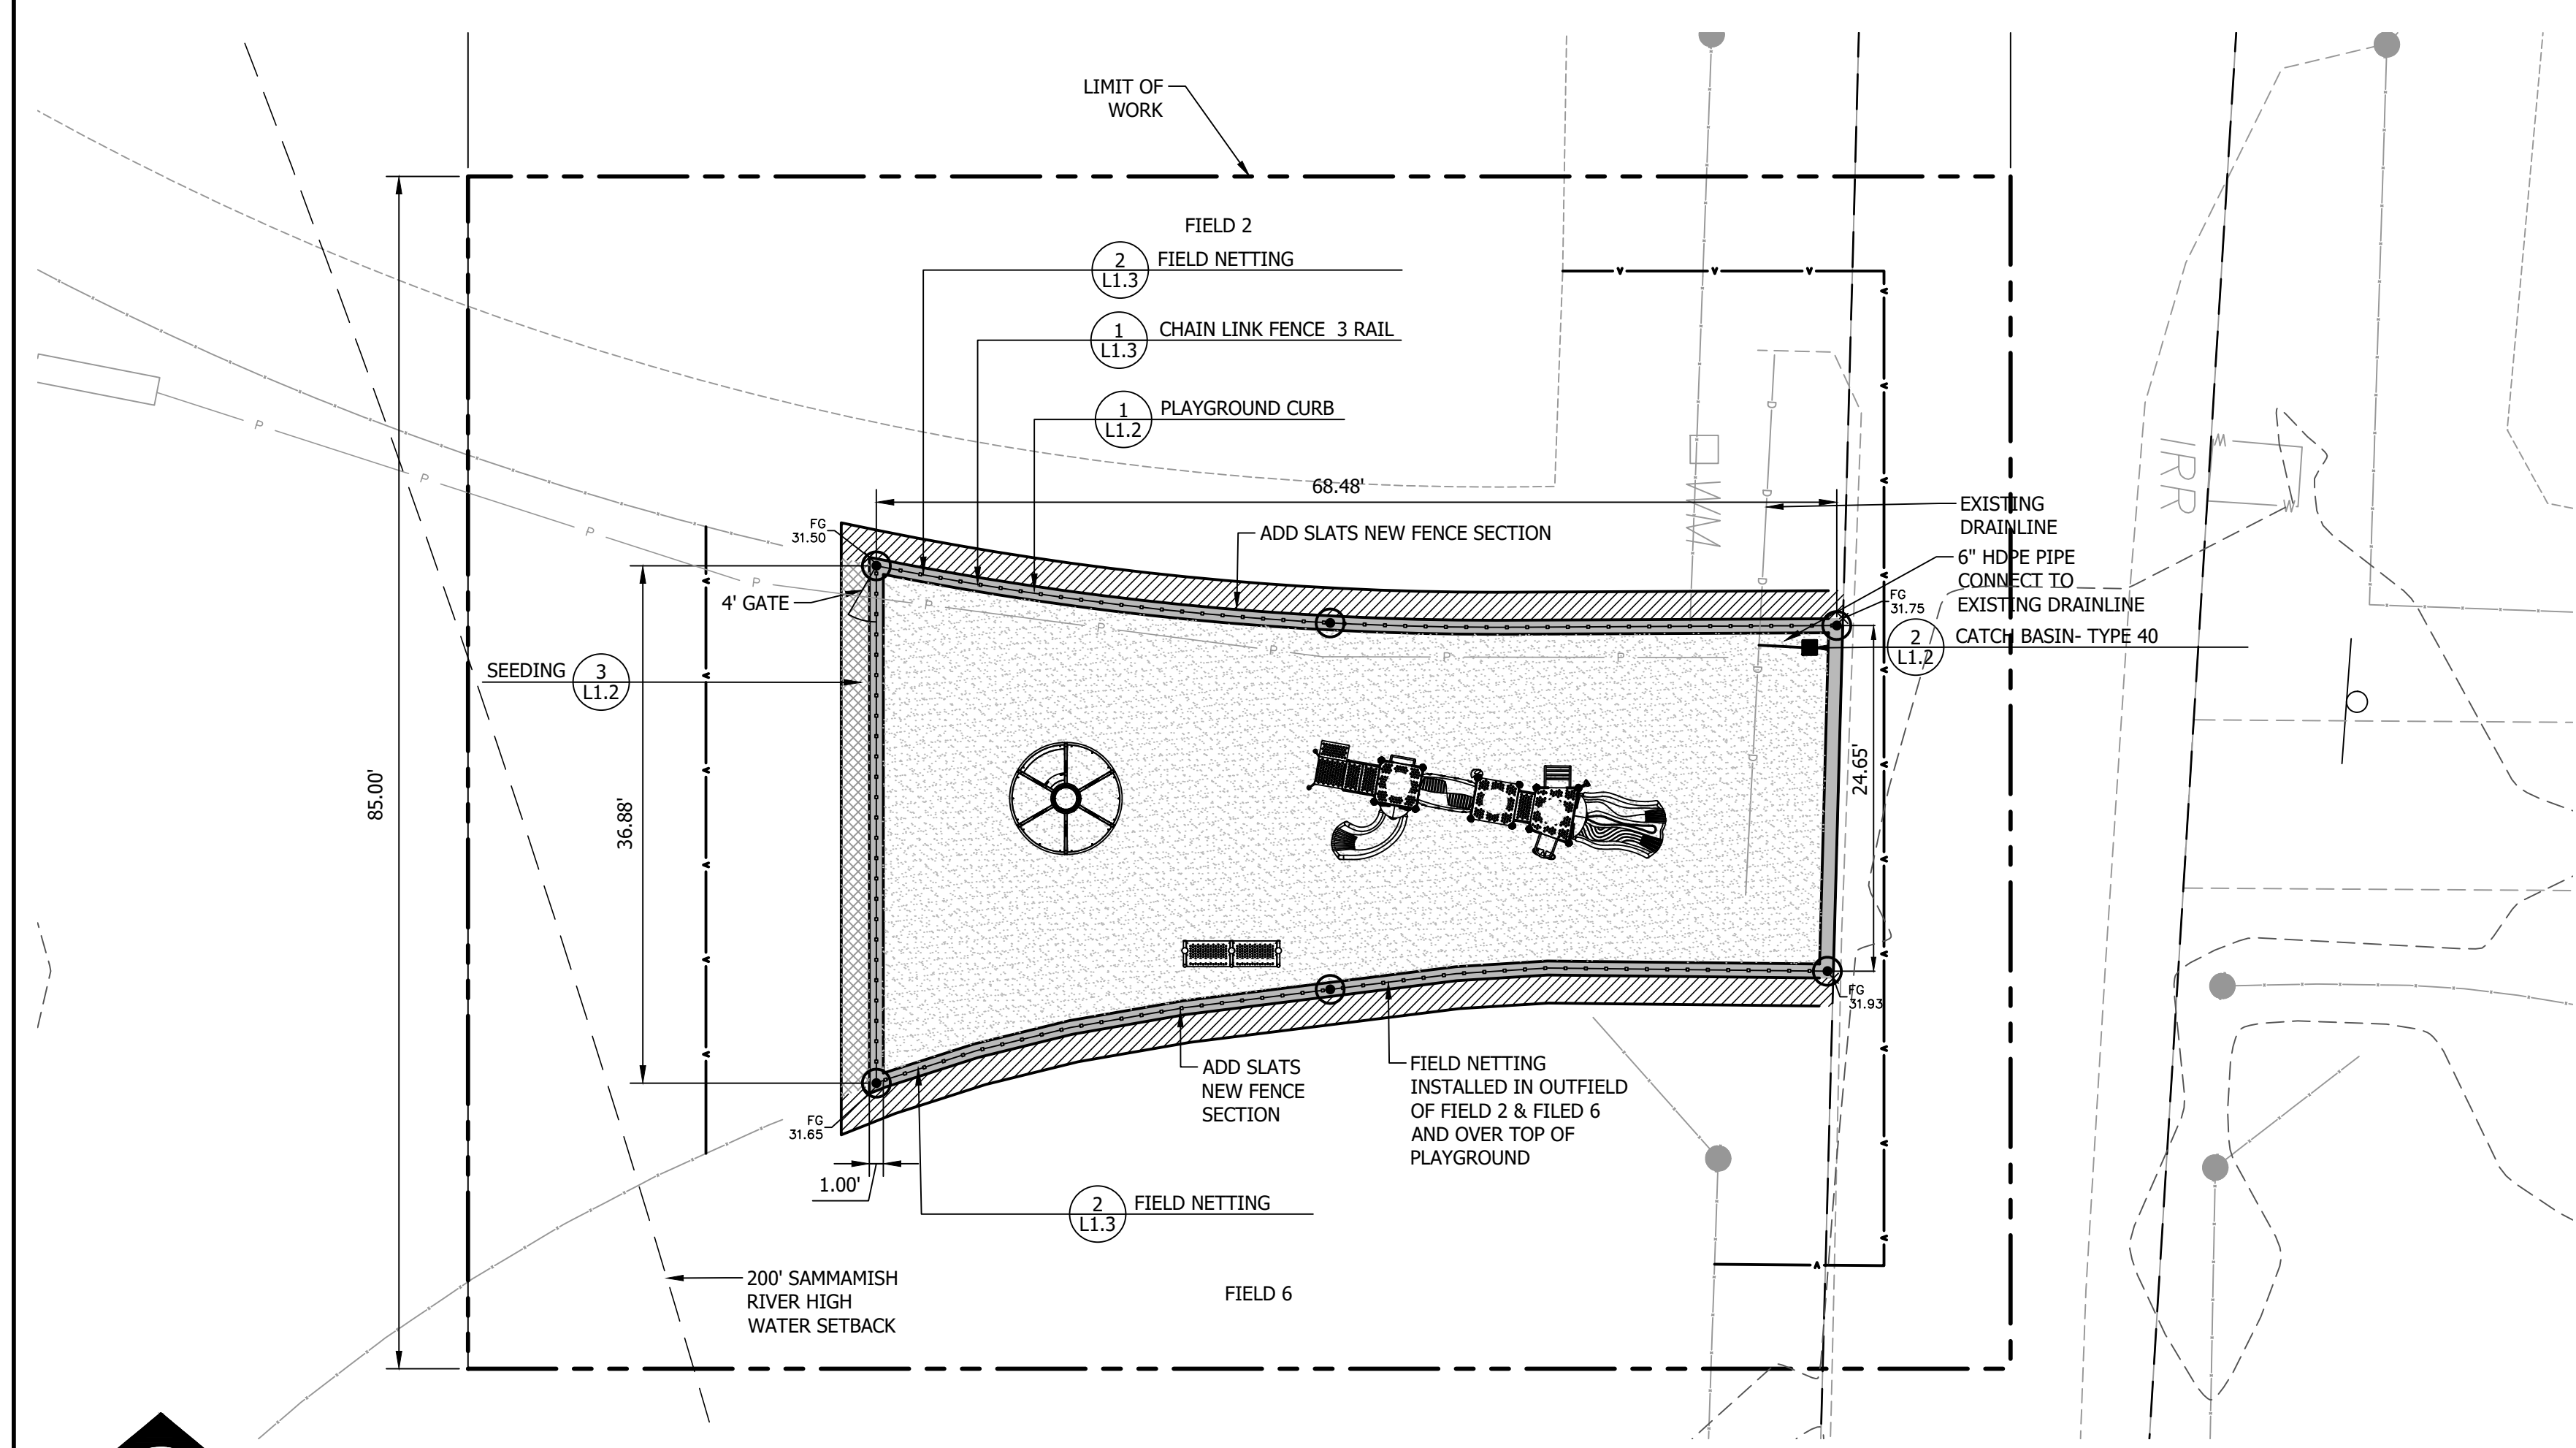 LIMIT OF
WORK
FIELD 2
2
L1.3
FIELD NETTING
1
L1.3
CHAIN LINK FENCE 3 RAIL
1
L1.2
PLAYGROUND CURB
68.48'
ADD SLATS NEW FENCE SECTION
EXISTING
DRAINLINE
6" HDPE PIPE
CONNECT TO
EXISTING DRAINLINE
FG
31.50
FG
31.75
2
L1.2
CATCH BASIN- TYPE 40
4' GATE
SEEDING
3
L1.2
85.00'
36.88'
24.65'
FG
31.93
FG
31.65
1.00'
ADD SLATS
NEW FENCE
SECTION
FIELD NETTING
INSTALLED IN OUTFIELD
OF FIELD 2 & FILED 6
AND OVER TOP OF
PLAYGROUND
2
L1.3
FIELD NETTING
200' SAMMAMISH
RIVER HIGH
WATER SETBACK
FIELD 6
IRR
W
W
P
P
P
P
P
P
P
P
P
D
D
D
D
D